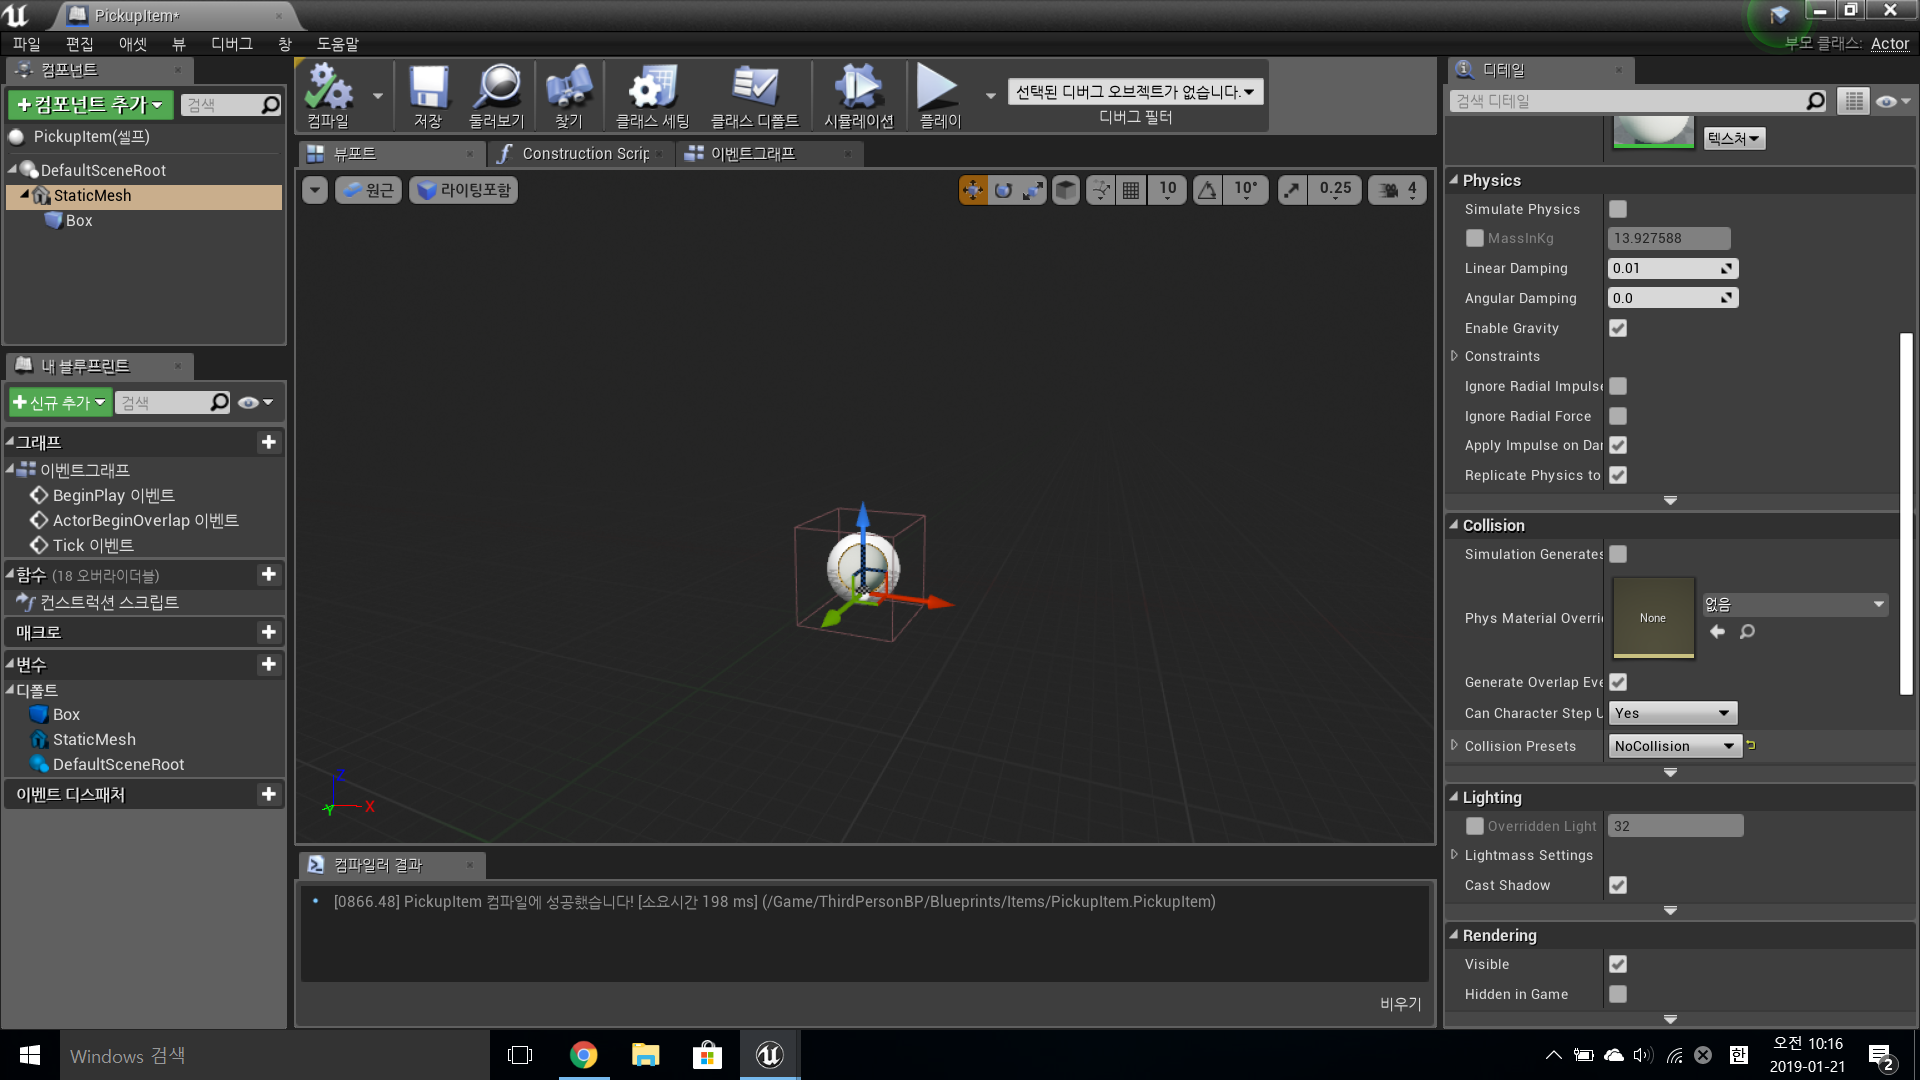 PickupItem*
파일
편집
애셋
뷰
디버그
창
도움말
부모 클래스: Actor
컴포넌트
+컴포넌트 추가
검색
PickupItem(셀프)
DefaultSceneRoot
StaticMesh
Box
내 블루프린트
+신규 추가
검색
그래프
이벤트그래프
BeginPlay 이벤트
ActorBeginOverlap 이벤트
Tick 이벤트
함수 (18 오버라이더블)
컨스트럭션 스크립트
매크로
변수
디폴트
Box
StaticMesh
DefaultSceneRoot
이벤트 디스패처
컴파일
저장
둘러보기
찾기
클래스 세팅
클래스 디폴트
시뮬레이션
플레이
선택된 디버그 오브젝트가 없습니다.
디버그 필터
뷰포트
Construction Scrip
이벤트그래프
원근
라이팅포함
10
10°
0.25
4
Z
Y
X
컴파일러 결과
[0866.48] PickupItem 컴파일에 성공했습니다! [소요시간 198 ms] (/Game/ThirdPersonBP/Blueprints/Items/PickupItem.PickupItem)
비우기
디테일
검색 디테일
텍스처
Physics
Simulate Physics
MassInKg 13.927588
Linear Damping 0.01
Angular Damping 0.0
Enable Gravity
Constraints
Ignore Radial Impulse
Ignore Radial Force
Apply Impulse on Dar
Replicate Physics to
Collision
Simulation Generates
Phys Material Overri
None
없음
Generate Overlap Eve
Can Character Step U Yes
Collision Presets NoCollision
Lighting
Overridden Light 32
Lightmass Settings
Cast Shadow
Rendering
Visible
Hidden in Game
Windows 검색
한
오전 10:16
2019-01-21
2